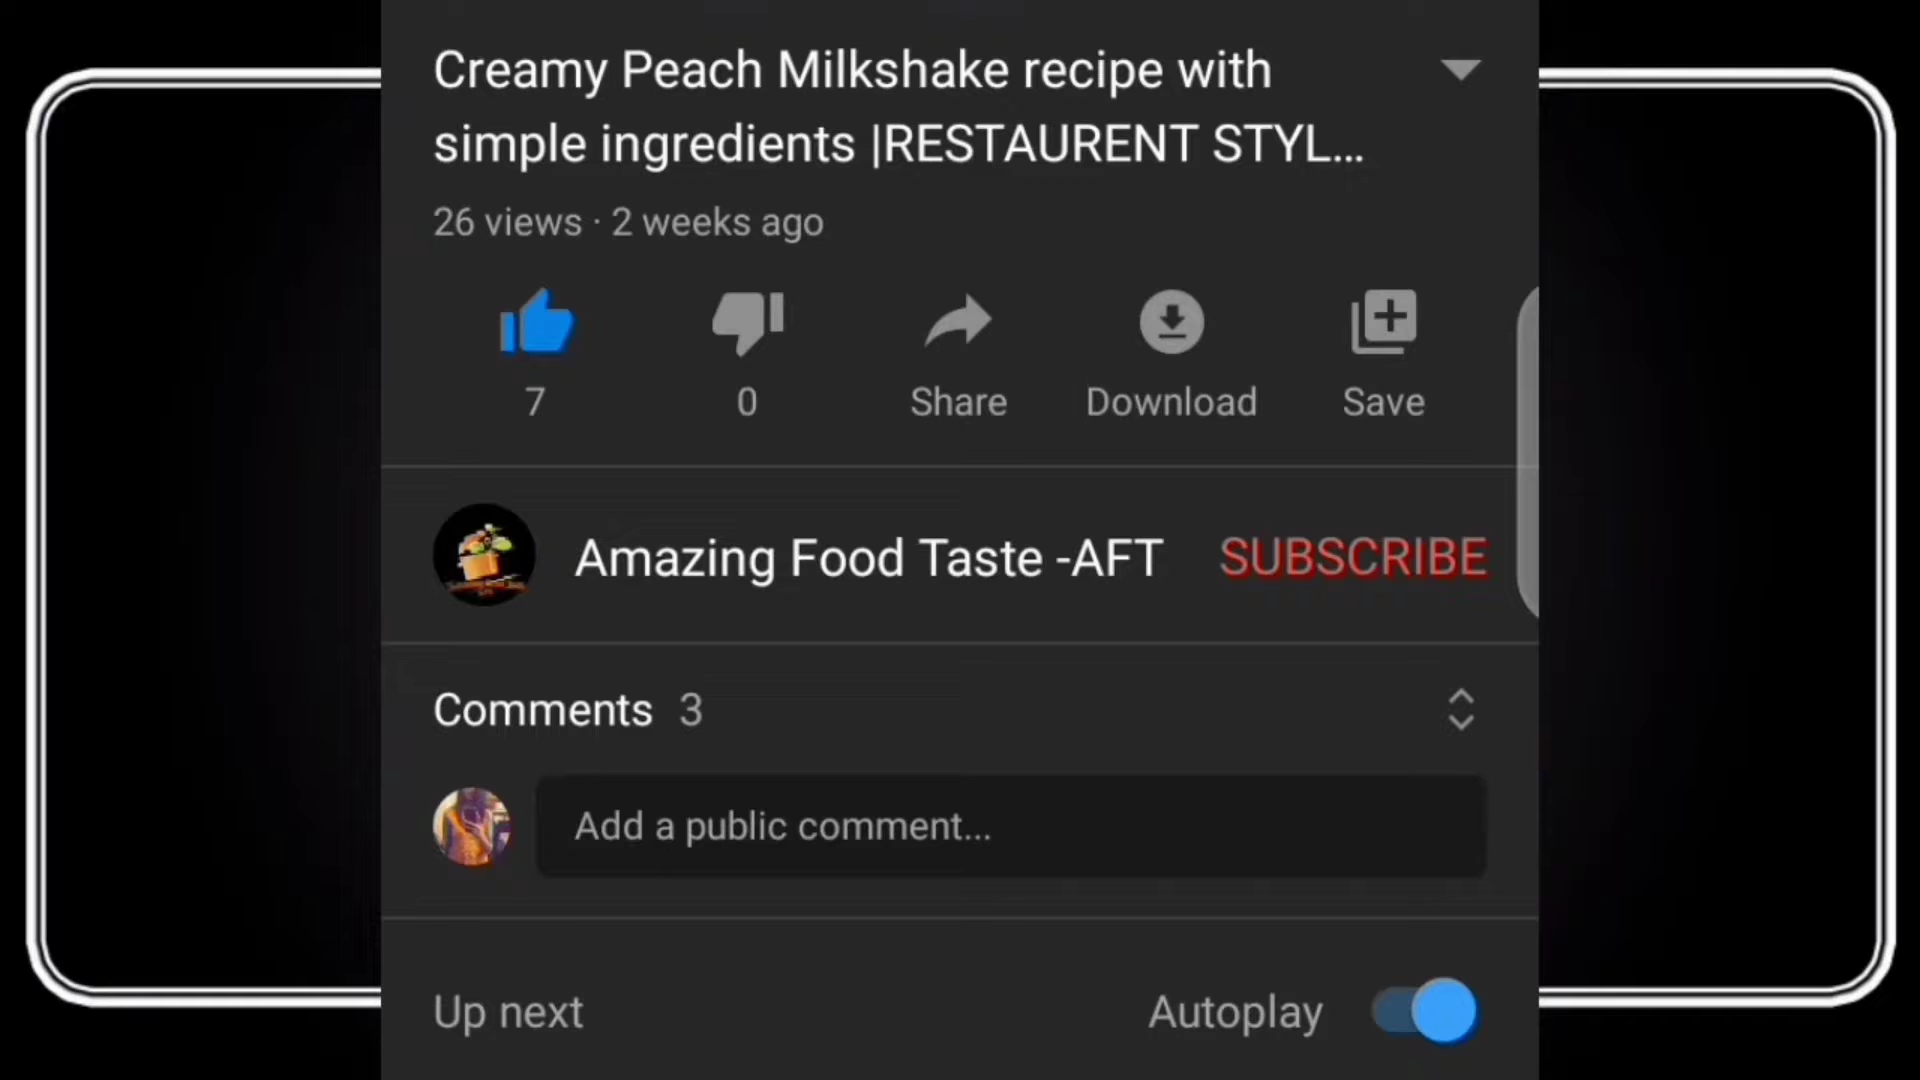 Creamy Peach Milkshake recipe with
simple ingredients |RESTAURENT STYL...
26 views · 2 weeks ago
7
0
Share
Download
Save
Amazing Food Taste -AFT
SUBSCRIBE
Comments 3
Add a public comment...
Up next
Autoplay